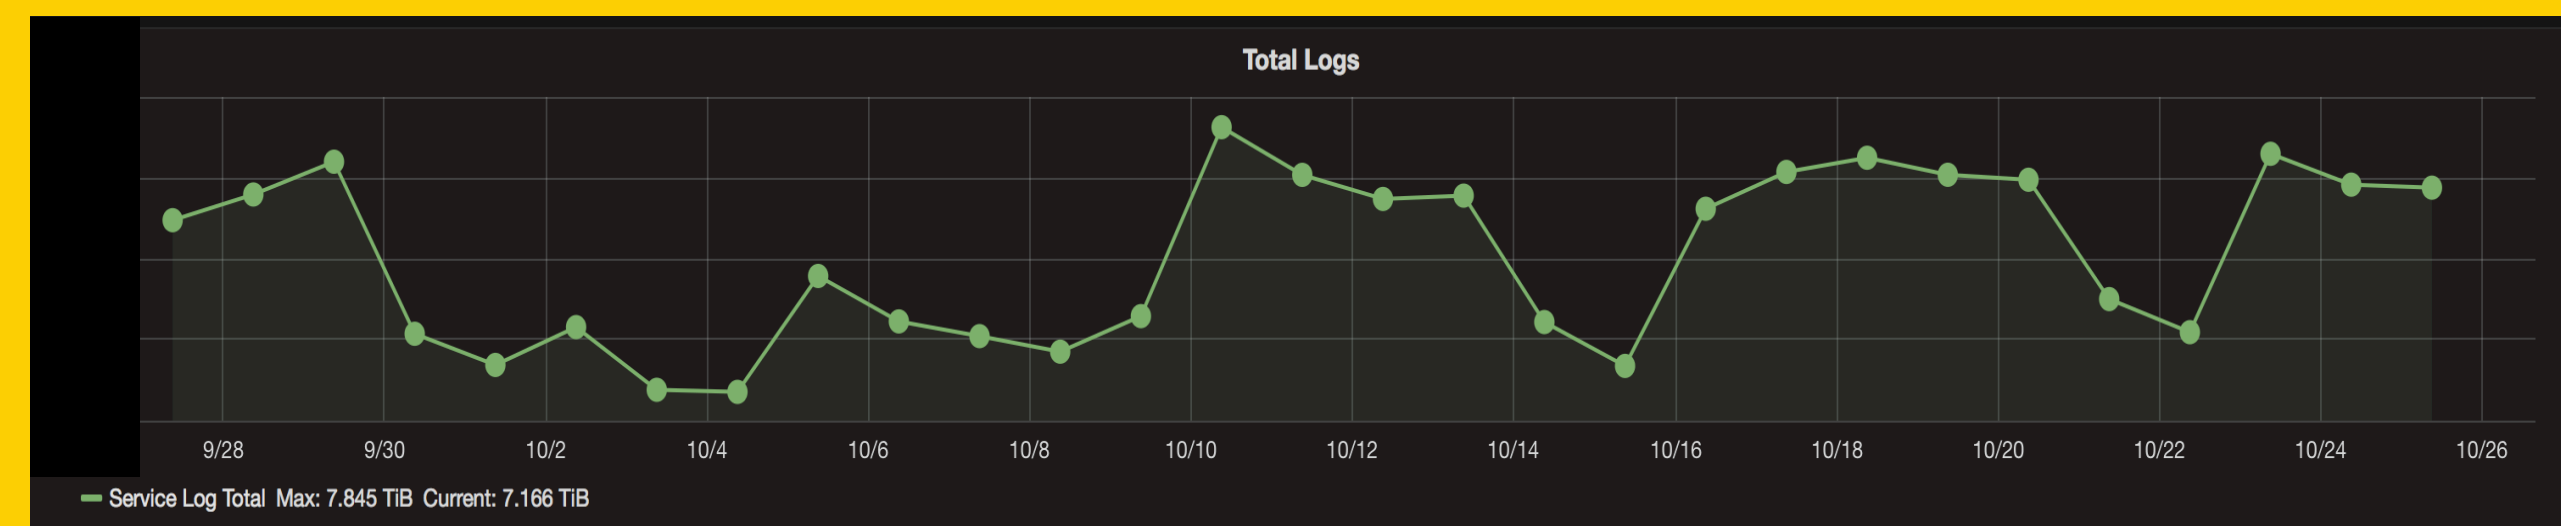 Total Logs
9/28 9/30 10/2 10/4 10/6 10/8 10/10 10/12 10/14 10/16 10/18 10/20 10/22 10/24 10/26
Service Log Total Max: 7.845 TiB Current: 7.166 TiB